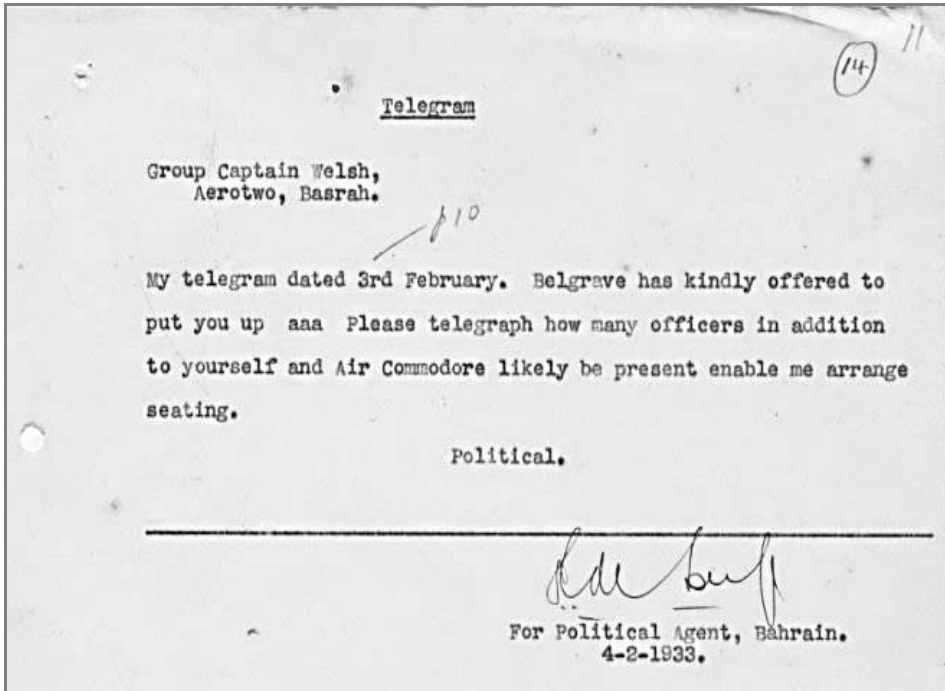 11
14
Telegram
Group Captain Welsh,
Aerotwo, Basrah.
p10
My telegram dated 3rd February. Belgrave has kindly offered to
put you up aaa Please telegraph how many officers in addition
to yourself and Air Commodore likely be present enable me arrange
seating.
Political.
For Political Agent, Bahrain.
4-2-1933.